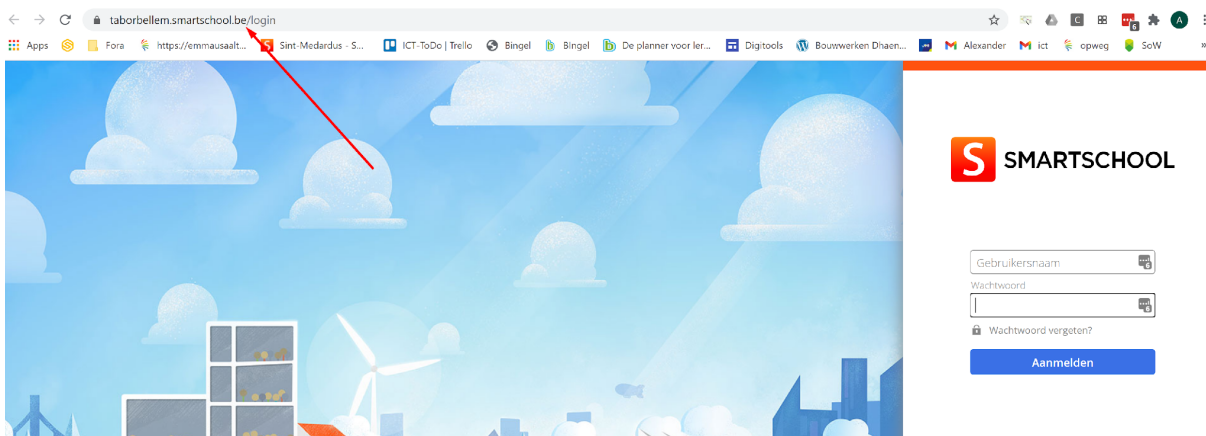 taborbellem.smartschool.be/login
Apps Fora https://emmausaalt... Sint-Medardus - S... ICT-ToDo | Trello Bingel BIngel De planner voor ler... Digitools Bouwwerken Dhaen... Alexander ict opweg SoW »
S SMARTSCHOOL
Gebruikersnaam
Wachtwoord
Wachtwoord vergeten?
Aanmelden